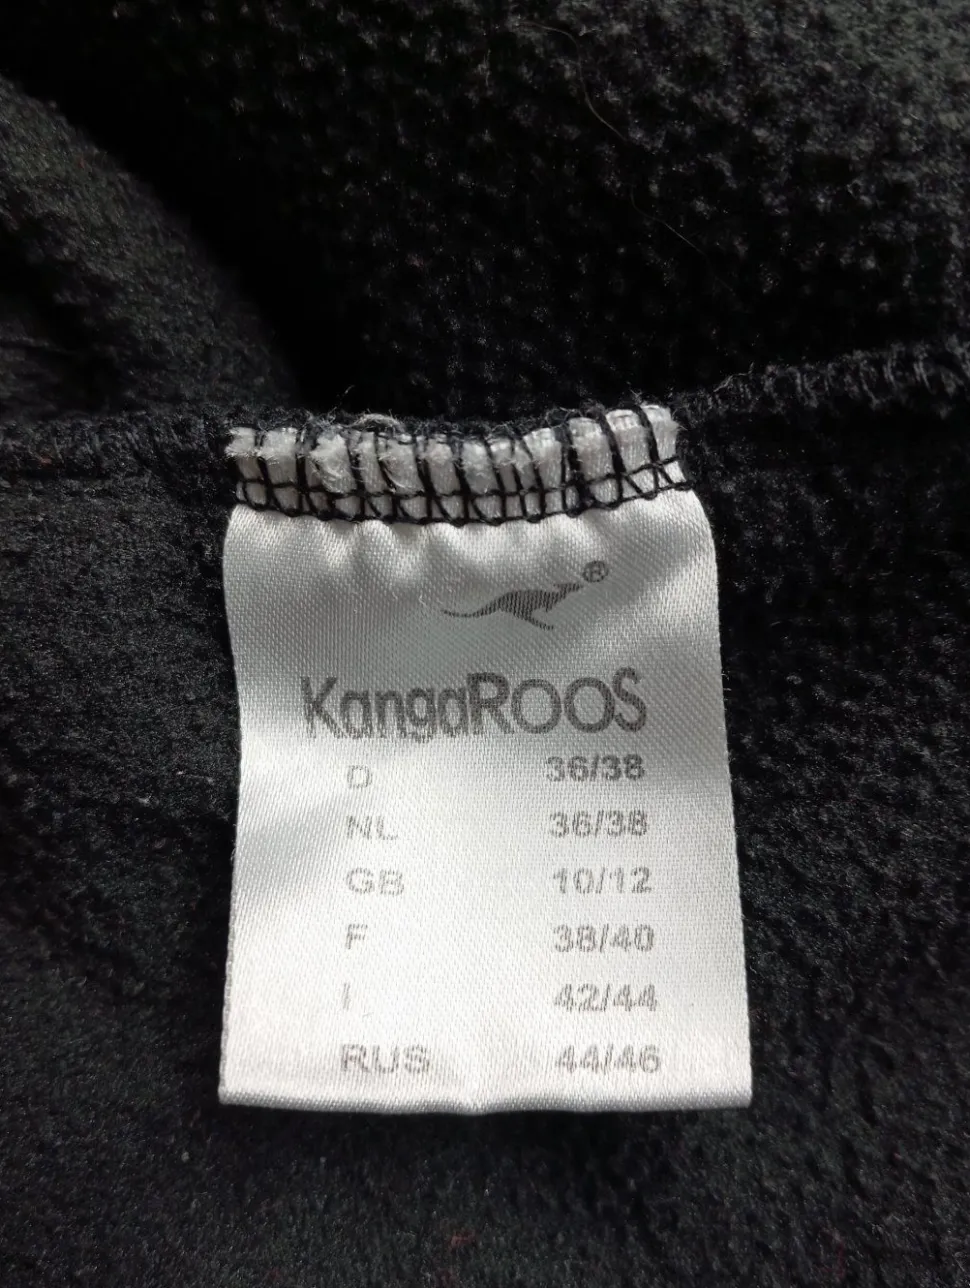 ®
KangaROOS
D 36/38
NL 36/38
GB 10/12
F 38/40
I 42/44
RUS 44/46